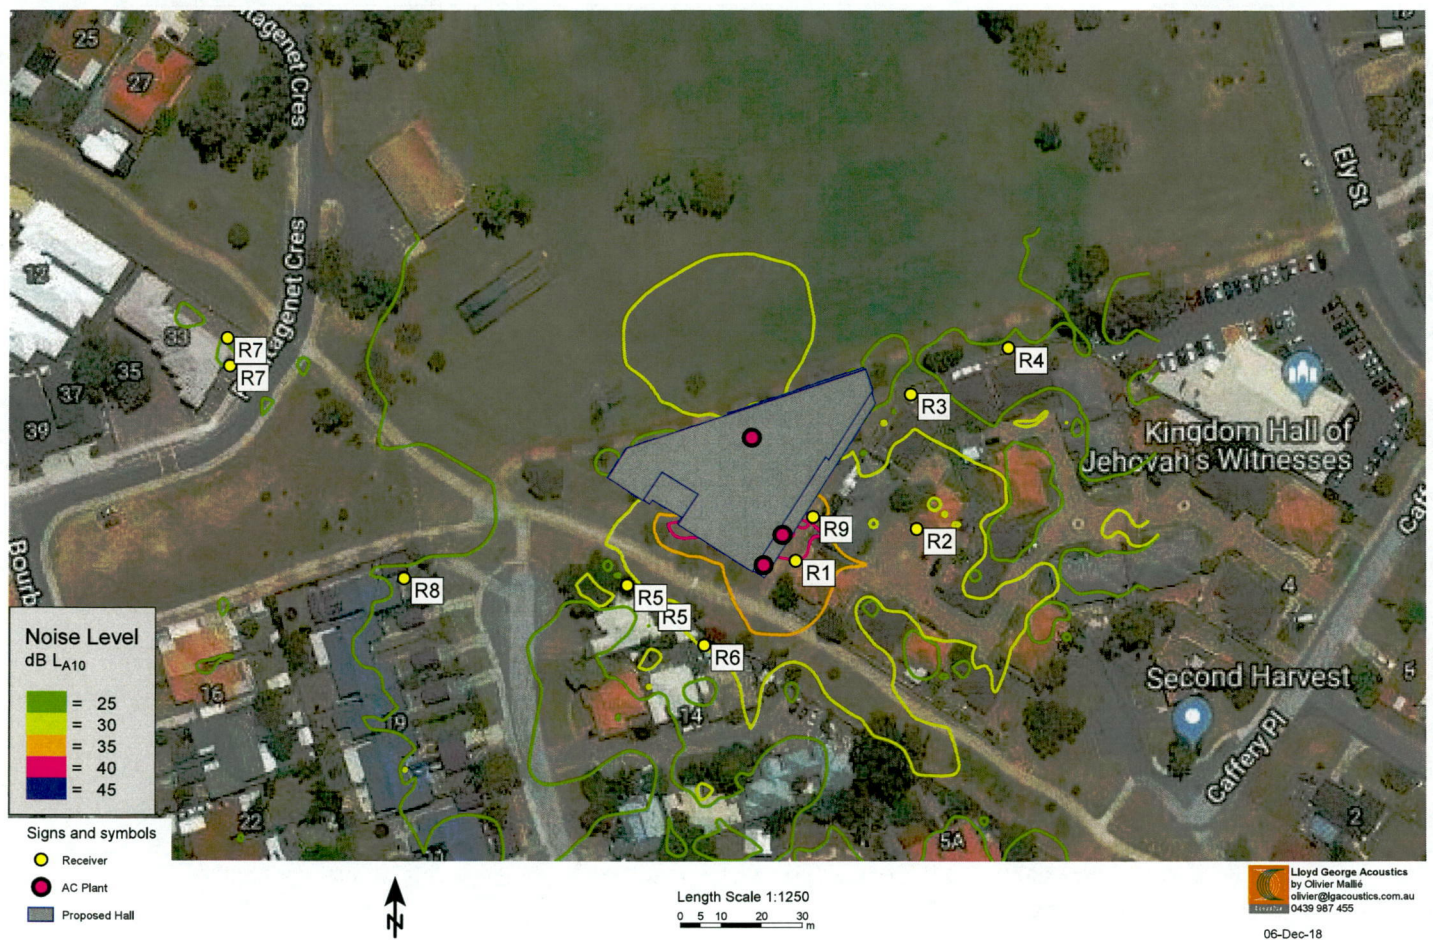 25
27
Ely St
13
33
35
37
39
R7
R7
R4
R3
Kingdom Hall of
Jehovah's Witnesses
R9
R2
R1
R8
R5
R5
R6
4
5
Second Harvest
Caffery Pl
16
19
14
22
5A
2
Bourb
Noise Level
dB LA10
= 25
= 30
= 35
= 40
= 45
Signs and symbols
Receiver
AC Plant
Proposed Hall
N
Length Scale 1:1250
0 5 10 20 30
m
Lloyd George Acoustics
by Olivier Mallié
olivier@lgacoustics.com.au
0439 987 455
06-Dec-18